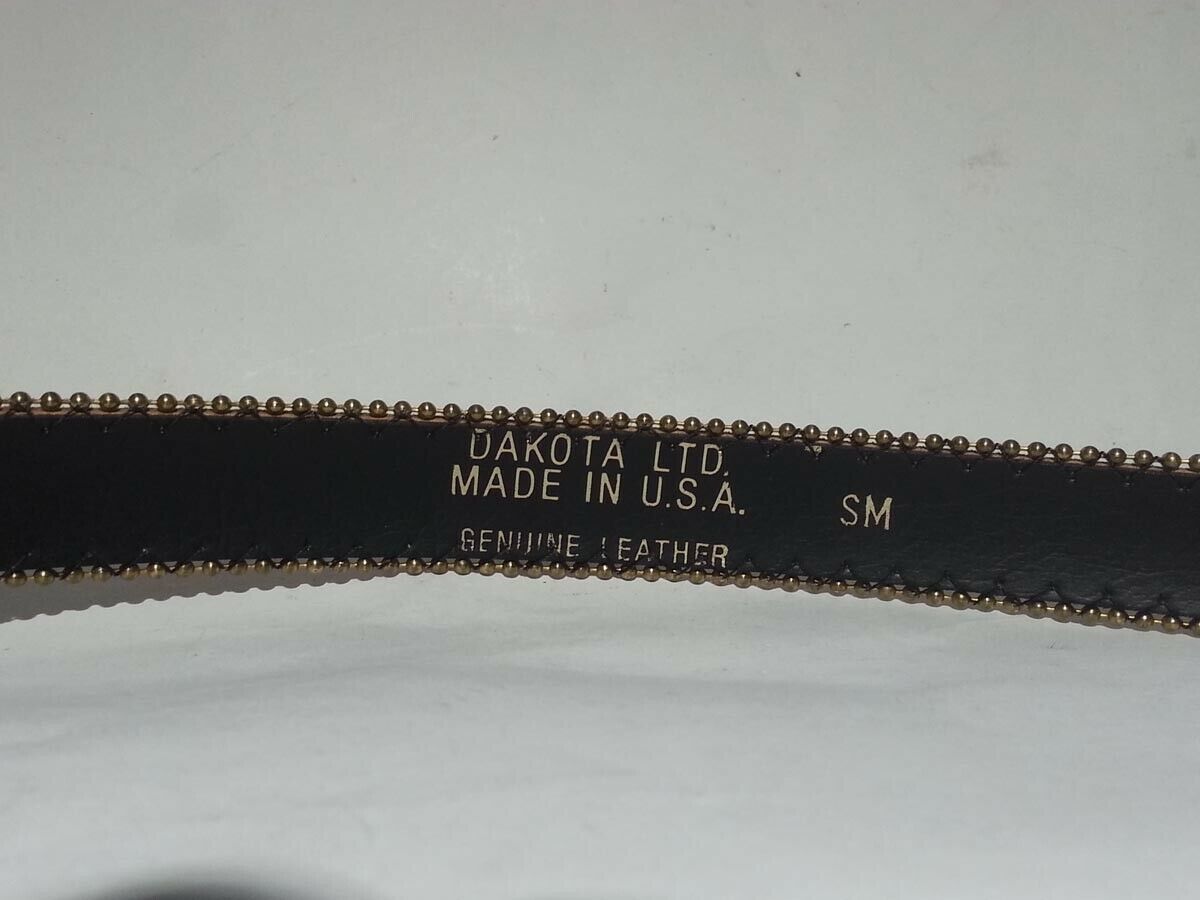 DAKOTA LTD.
MADE IN U.S.A.
SM
GENUINE LEATHER